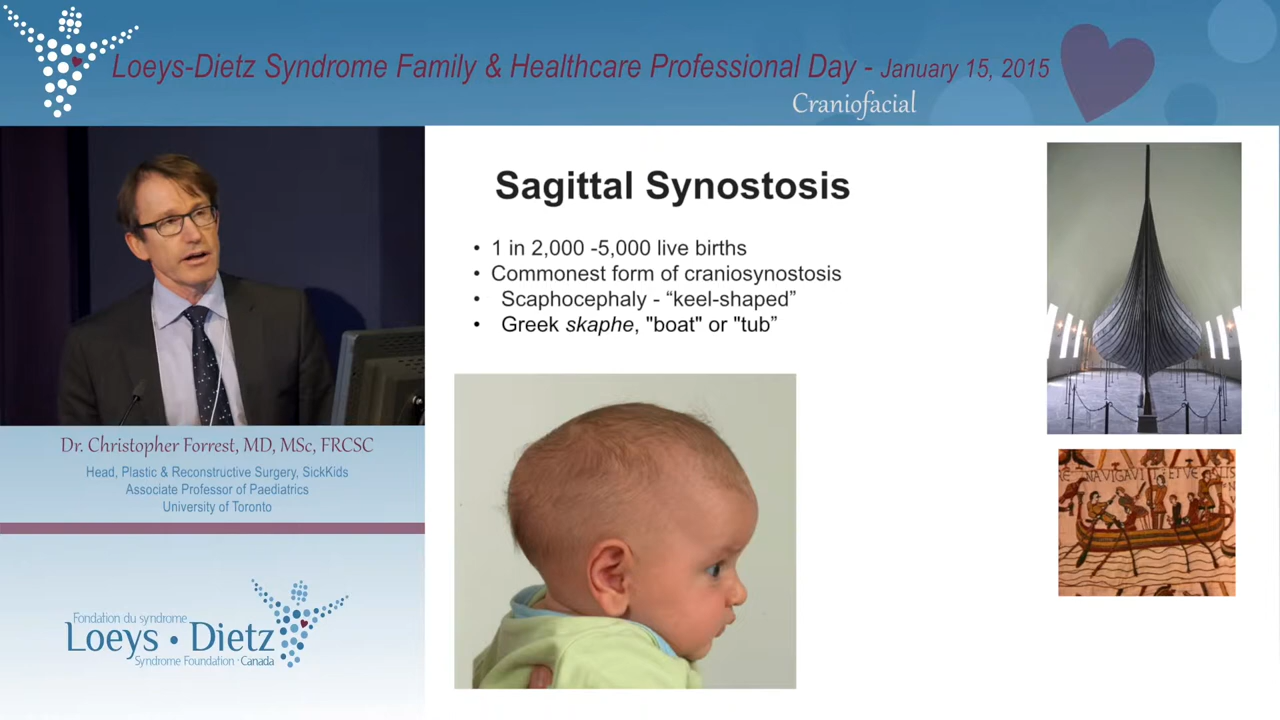 Loeys-Dietz Syndrome Family & Healthcare Professional Day - January 15, 2015
Craniofacial
Dr. Christopher Forrest, MD, MSc, FRCSC
Head, Plastic & Reconstructive Surgery, SickKids
Associate Professor of Paediatrics
University of Toronto
Fondation du syndrome
Loeys • Dietz
Syndrome Foundation · Canada
Sagittal Synostosis
• 1 in 2,000 -5,000 live births
• Commonest form of craniosynostosis
• Scaphocephaly - “keel-shaped”
• Greek skaphe, "boat" or "tub”
NAVIGAVIT